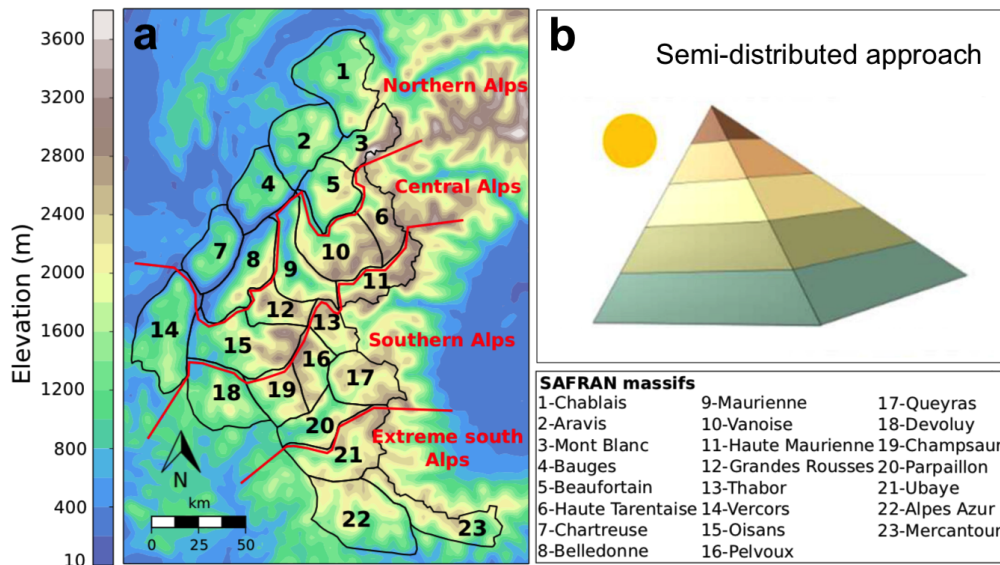 a
Elevation (m)
3600
3200
2800
2400
2000
1600
1200
800
400
10
1
Northern Alps
2
3
4
5
Central Alps
6
7
8
9
10
11
12
13
14
Southern Alps
15
16
17
18
19
20
Extreme south
Alps
21
22
23
N
km
0 25 50
b
Semi-distributed approach
SAFRAN massifs
1-Chablais
2-Aravis
3-Mont Blanc
4-Bauges
5-Beaufortain
6-Haute Tarentaise
7-Chartreuse
8-Belledonne
9-Maurienne
10-Vanoise
11-Haute Maurienne
12-Grandes Rousses
13-Thabor
14-Vercors
15-Oisans
16-Pelvoux
17-Queyras
18-Devoluy
19-Champsaur
20-Parpaillon
21-Ubaye
22-Alpes Azur
23-Mercantour